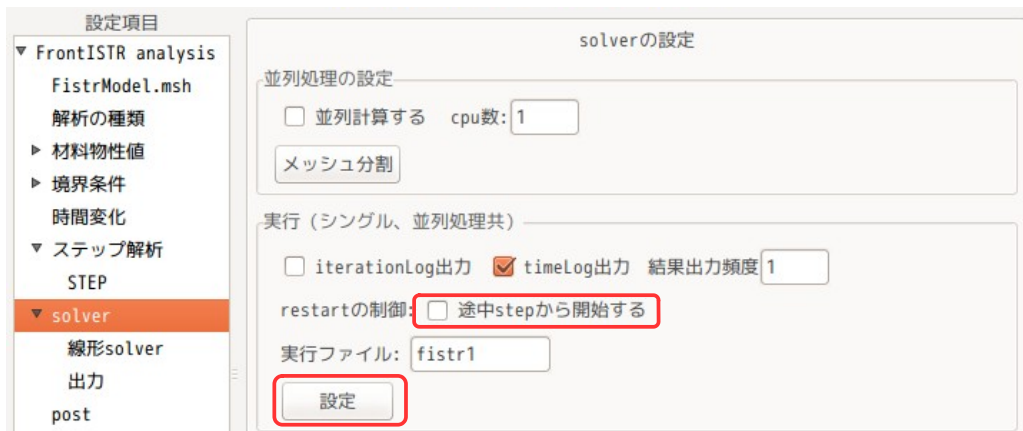 設定項目
FrontISTR analysis
FistrModel.msh
解析の種類
材料物性値
境界条件
時間変化
ステップ解析
STEP
solver
線形solver
出力
post
solverの設定
並列処理の設定
並列計算する cpu数: 1
メッシュ分割
実行（シングル、並列処理共）
iterationLog出力 timeLog出力 結果出力頻度 1
restartの制御: 途中stepから開始する
実行ファイル: fistr1
設定